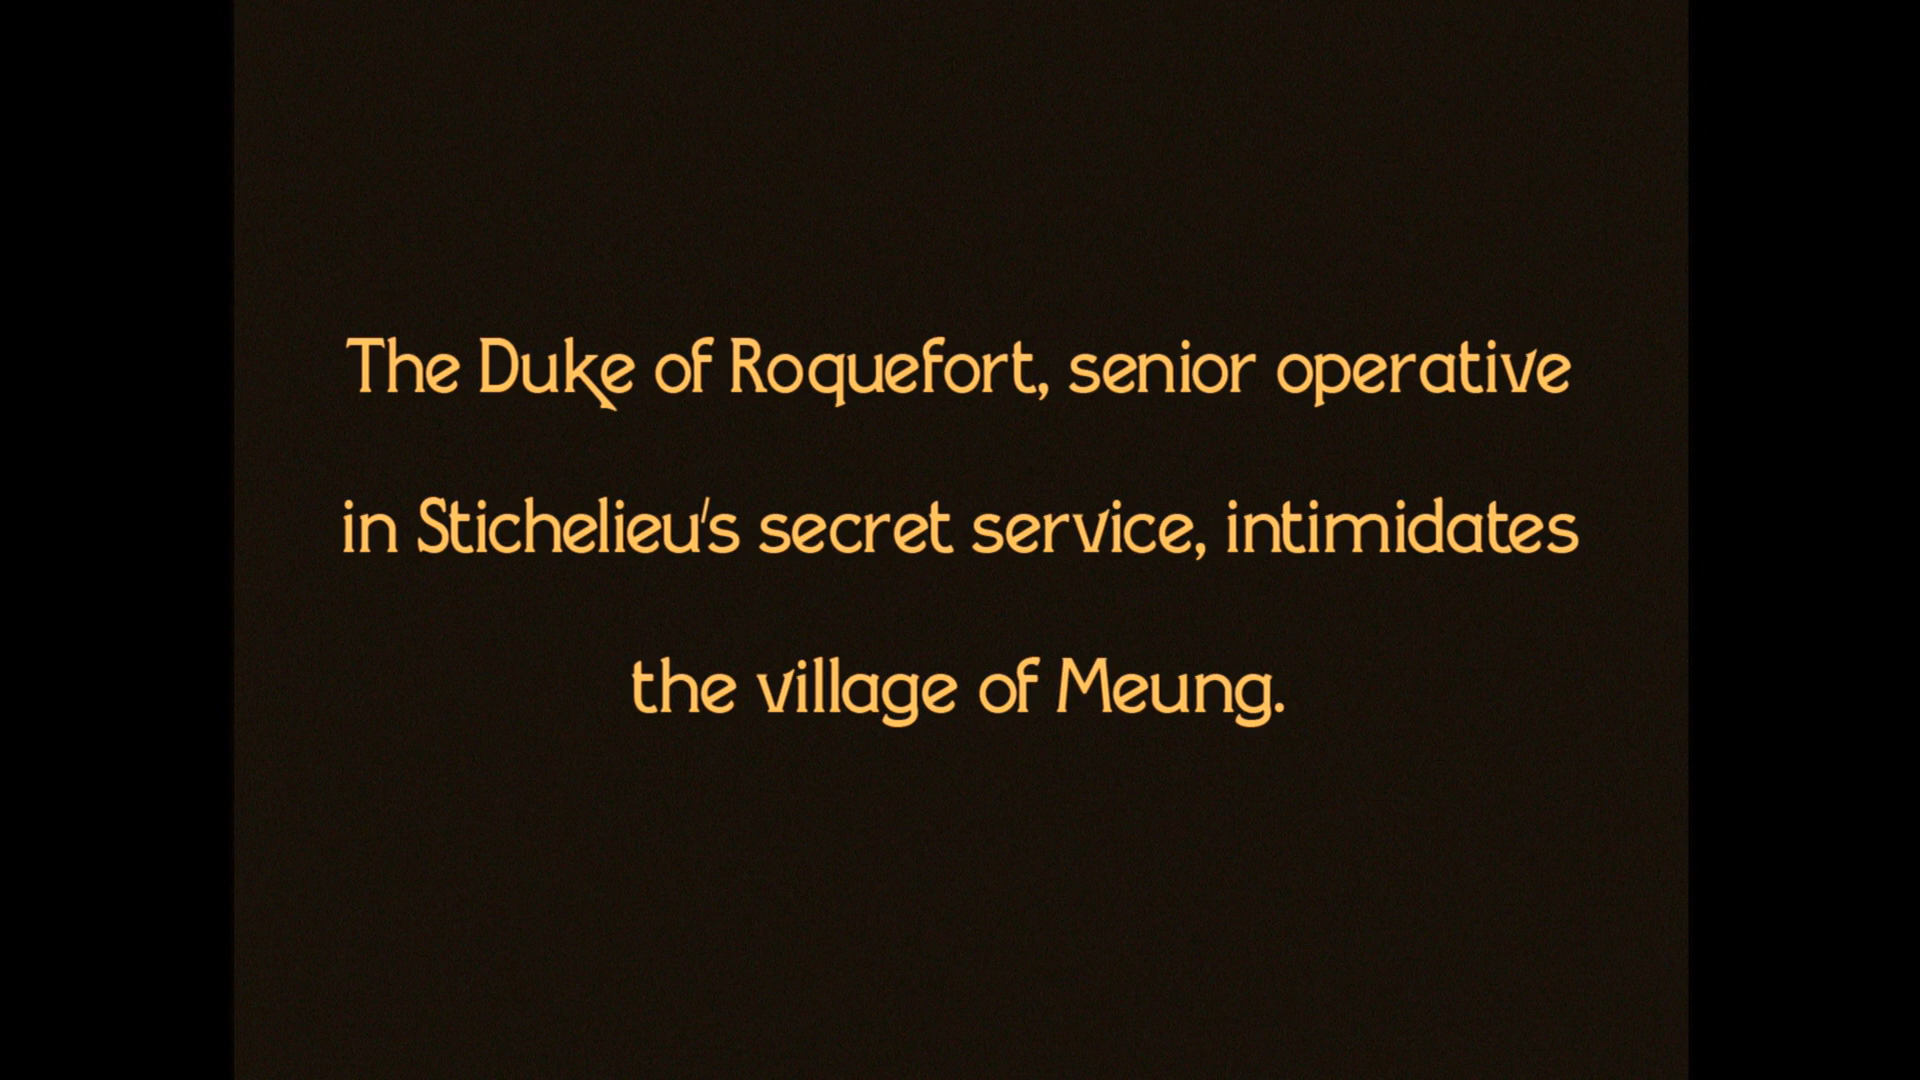 The Duke of Roquefort, senior operative
in Stichelieu's secret service, intimidates
the village of Meung.